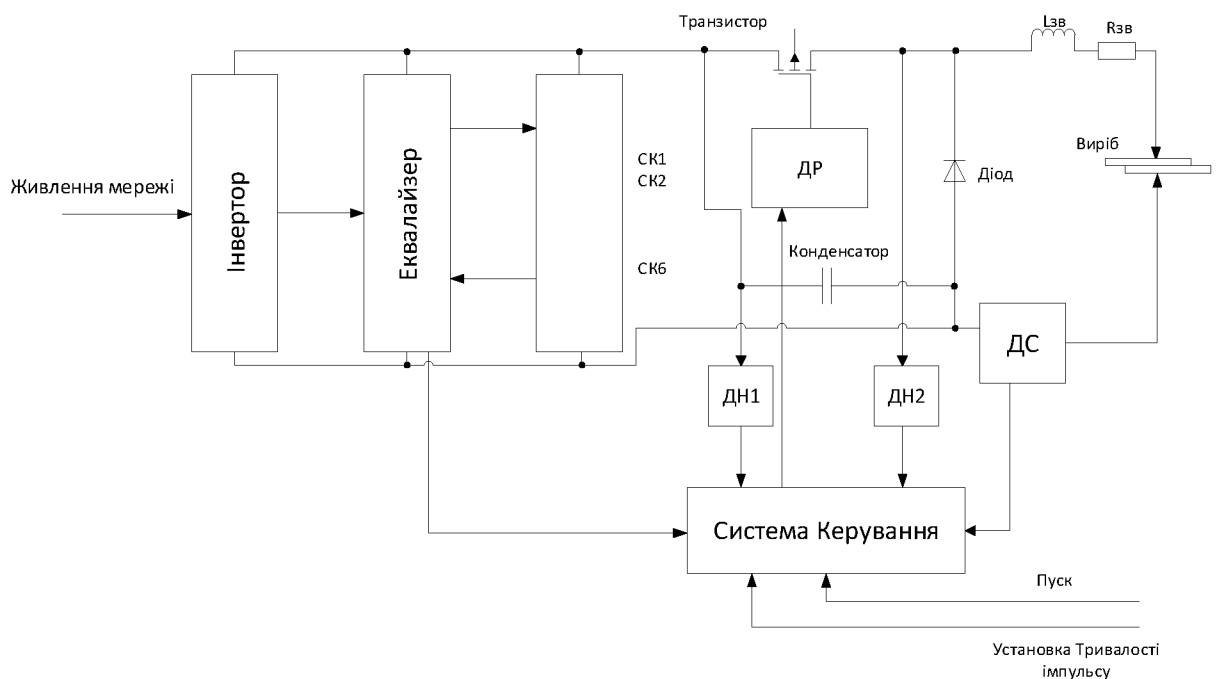 Транзистор
Lзв
Rзв
Живлення мережі
Інвертор
Еквалайзер
СК1
СК2
СК6
ДР
Діод
Виріб
Конденсатор
ДС
ДН1
ДН2
Система Керування
Пуск
Установка Тривалості
імпульсу